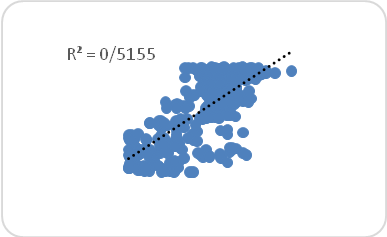 R² = 0/5155